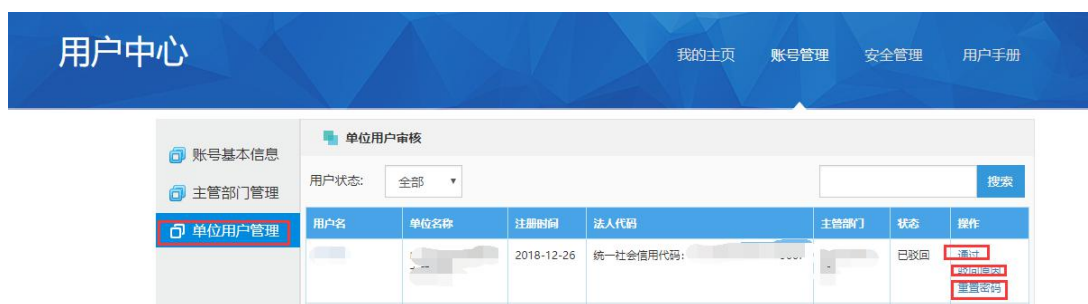 用户中心
我的主页 账号管理 安全管理 用户手册
账号基本信息
主管部门管理
单位用户管理
单位用户审核
用户状态: 全部 搜索
用户名 单位名称 注册时间 法人代码 主管部门 状态 操作
2018-12-26 统一社会信用代码: 已驳回 通过
驳回原因
重置密码